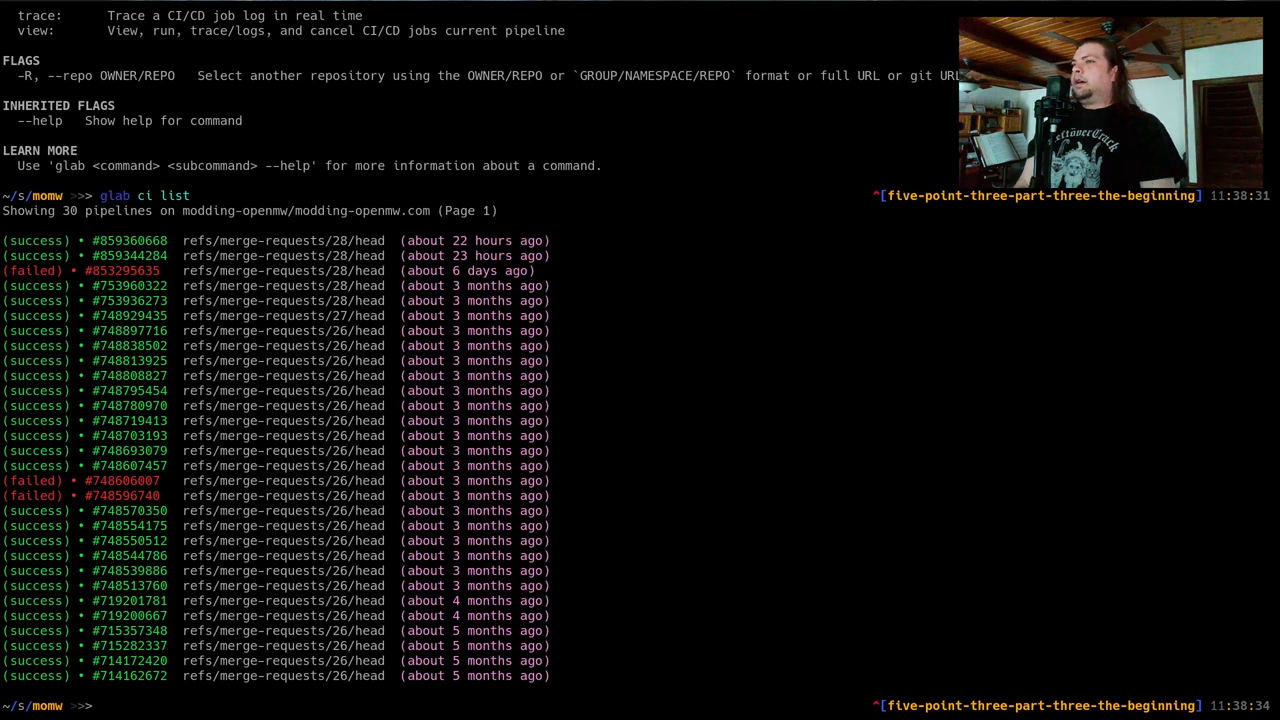 trace:      Trace a CI/CD job log in real time
view:       View, run, trace/logs, and cancel CI/CD jobs current pipeline
FLAGS
-R, --repo OWNER/REPO   Select another repository using the OWNER/REPO or `GROUP/NAMESPACE/REPO` format or full URL or git URL
INHERITED FLAGS
--help   Show help for command
LEARN MORE
Use 'glab <command> <subcommand> --help' for more information about a command.
~/s/momw >>> glab ci list ^[five-point-three-part-three-the-beginning] 11:38:31
Showing 30 pipelines on modding-openmw/modding-openmw.com (Page 1)
(success) • #859360668  refs/merge-requests/28/head  (about 22 hours ago)
(success) • #859344284  refs/merge-requests/28/head  (about 23 hours ago)
(failed) • #853295635   refs/merge-requests/28/head  (about 6 days ago)
(success) • #753960322  refs/merge-requests/28/head  (about 3 months ago)
(success) • #753936273  refs/merge-requests/28/head  (about 3 months ago)
(success) • #748929435  refs/merge-requests/27/head  (about 3 months ago)
(success) • #748897716  refs/merge-requests/26/head  (about 3 months ago)
(success) • #748838502  refs/merge-requests/26/head  (about 3 months ago)
(success) • #748813925  refs/merge-requests/26/head  (about 3 months ago)
(success) • #748808827  refs/merge-requests/26/head  (about 3 months ago)
(success) • #748795454  refs/merge-requests/26/head  (about 3 months ago)
(success) • #748780970  refs/merge-requests/26/head  (about 3 months ago)
(success) • #748719413  refs/merge-requests/26/head  (about 3 months ago)
(success) • #748703193  refs/merge-requests/26/head  (about 3 months ago)
(success) • #748693079  refs/merge-requests/26/head  (about 3 months ago)
(success) • #748607457  refs/merge-requests/26/head  (about 3 months ago)
(failed) • #748606007   refs/merge-requests/26/head  (about 3 months ago)
(failed) • #748596740   refs/merge-requests/26/head  (about 3 months ago)
(success) • #748570350  refs/merge-requests/26/head  (about 3 months ago)
(success) • #748554175  refs/merge-requests/26/head  (about 3 months ago)
(success) • #748550512  refs/merge-requests/26/head  (about 3 months ago)
(success) • #748544786  refs/merge-requests/26/head  (about 3 months ago)
(success) • #748539886  refs/merge-requests/26/head  (about 3 months ago)
(success) • #748513760  refs/merge-requests/26/head  (about 3 months ago)
(success) • #719201781  refs/merge-requests/26/head  (about 4 months ago)
(success) • #719200667  refs/merge-requests/26/head  (about 4 months ago)
(success) • #715357348  refs/merge-requests/26/head  (about 5 months ago)
(success) • #715282337  refs/merge-requests/26/head  (about 5 months ago)
(success) • #714172420  refs/merge-requests/26/head  (about 5 months ago)
(success) • #714162672  refs/merge-requests/26/head  (about 5 months ago)
~/s/momw >>> ^[five-point-three-part-three-the-beginning] 11:38:34